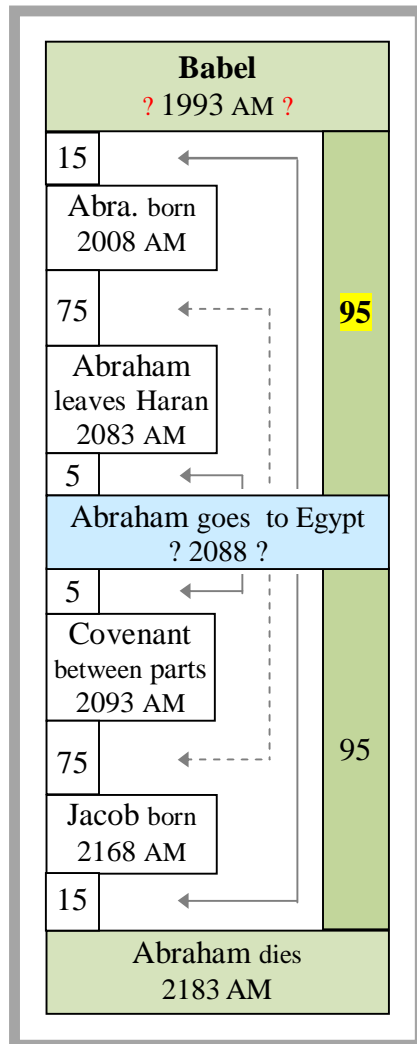 Babel
? 1993 AM ?
15
Abra. born
2008 AM
75
95
Abraham
leaves Haran
2083 AM
5
Abraham goes to Egypt
? 2088 ?
5
Covenant
between parts
2093 AM
75
95
Jacob born
2168 AM
15
Abraham dies
2183 AM